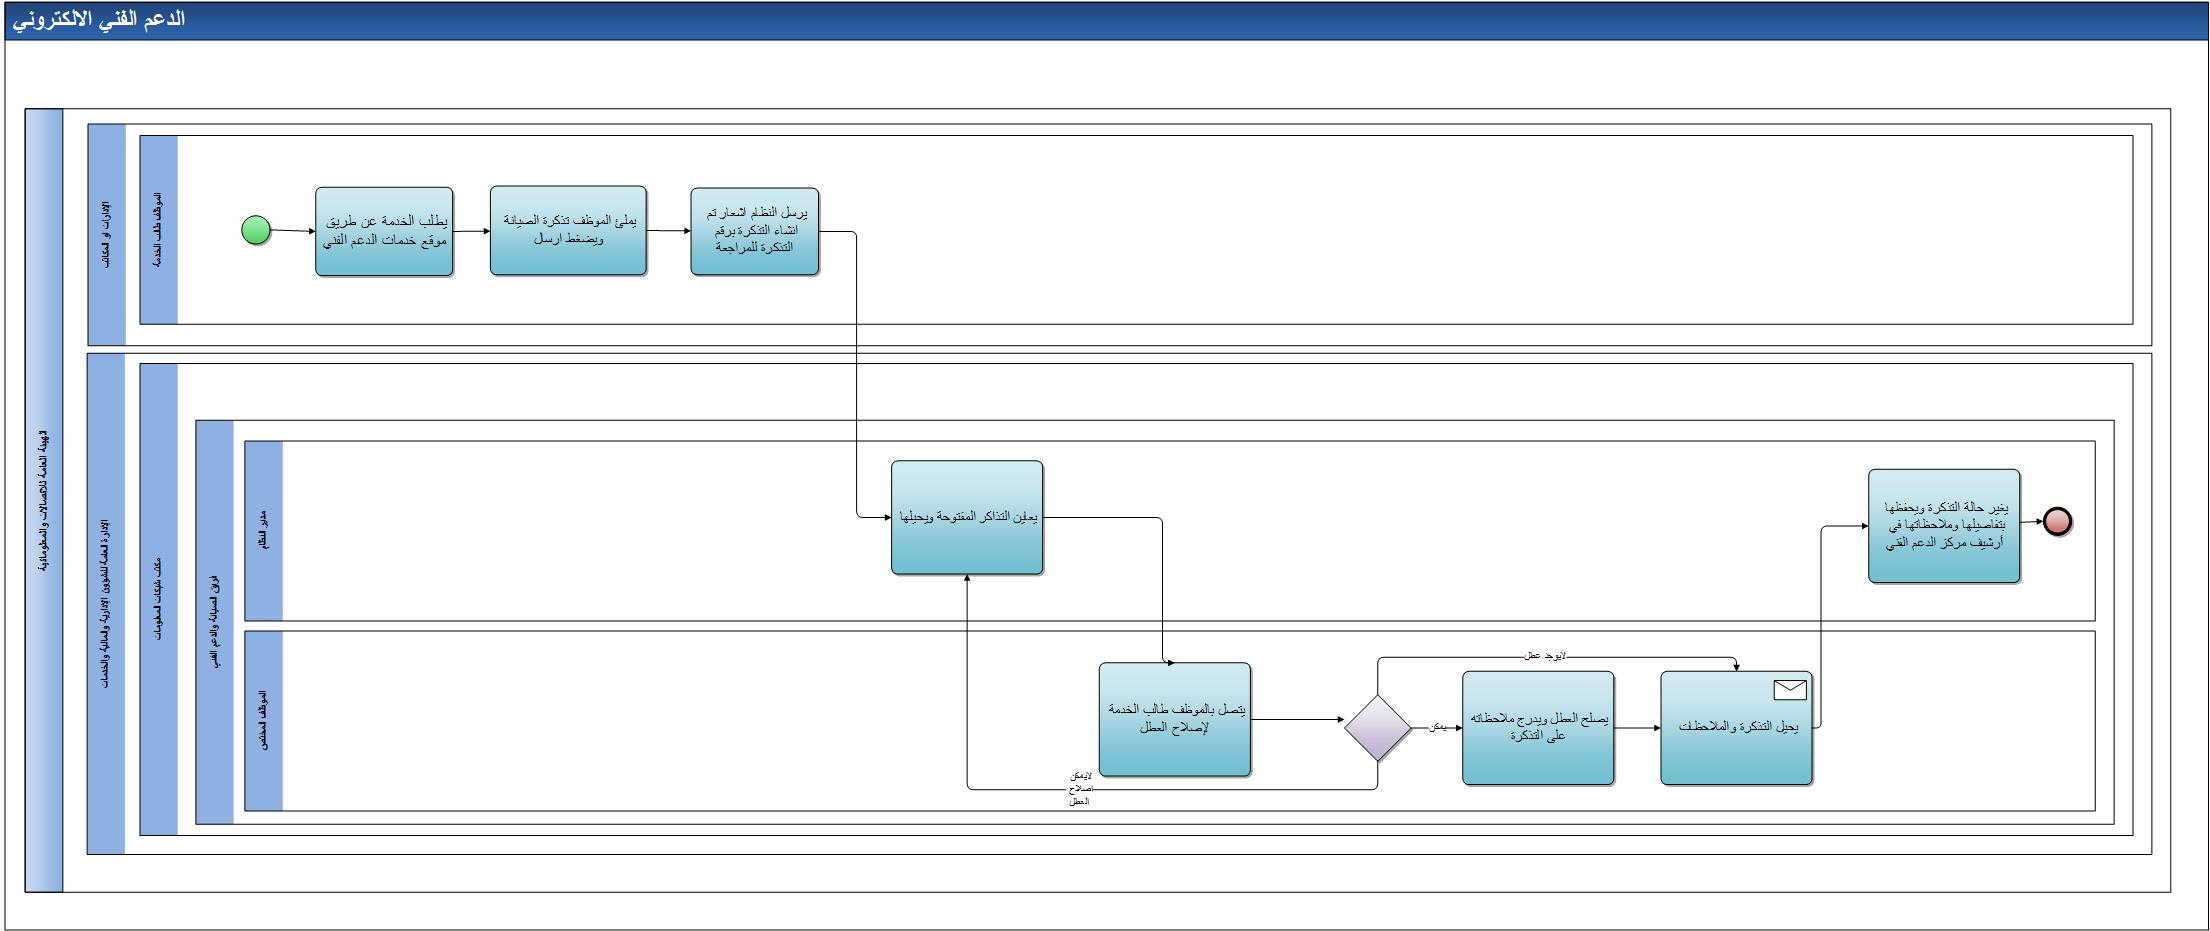 الدعم الفني الالكتروني
الهيئة العامة للاتصالات والمعلوماتية
الإدارات او المكاتب
الموظف طالب الخدمة
يطلب الخدمة عن طريق
موقع خدمات الدعم الفني
يملئ الموظف تذكرة الصيانة
ويضغط ارسل
يرسل النظام اشعار تم
انشاء التذكرة برقم
التذكرة للمراجعة
الإدارة العامة للشؤون الإدارية والمالية والخدمات
مكتب شبكات المعلومات
فريق الصيانة والدعم الفني
مدير النظام
يعاين التذاكر المفتوحة ويحيلها
يغير حالة التذكرة ويحفظها
بتفاصيلها وملاحظاتها في
أرشيف مركز الدعم الفني
الموظف المختص
يتصل بالموظف طالب الخدمة
لإصلاح العطل
لايوجد عطل
يمكن
لايمكن
اصلاح
العطل
يصلح العطل ويدرج ملاحظاته
على التذكرة
يحيل التذكرة والملاحظات